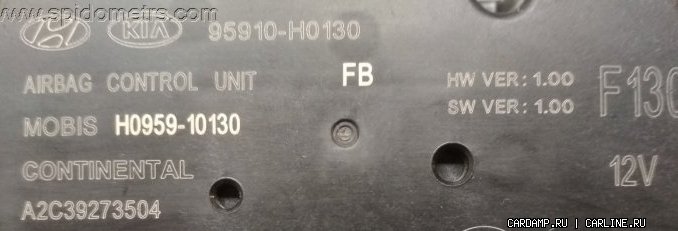 www.spidometrs.com
KIA 95910-H0130
AIRBAG CONTROL UNIT FB HW VER: 1.00
SW VER: 1.00
MOBIS H0959-10130
CONTINENTAL 12V
A2C39273504
CARDAMP.RU | CARLINE.RU